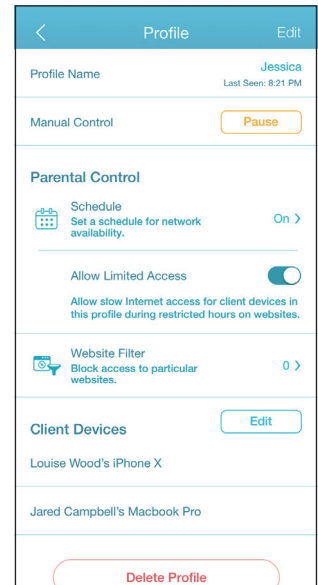 Profile
Edit
Profile Name
Jessica
Last Seen: 8:21 PM
Manual Control
Pause
Parental Control
Schedule
Set a schedule for network
availability.
On
Allow Limited Access
Allow slow Internet access for client devices in
this profile during restricted hours on websites.
Website Filter
Block access to particular
websites.
0
Client Devices
Edit
Louise Wood's iPhone X
Jared Campbell's Macbook Pro
Delete Profile